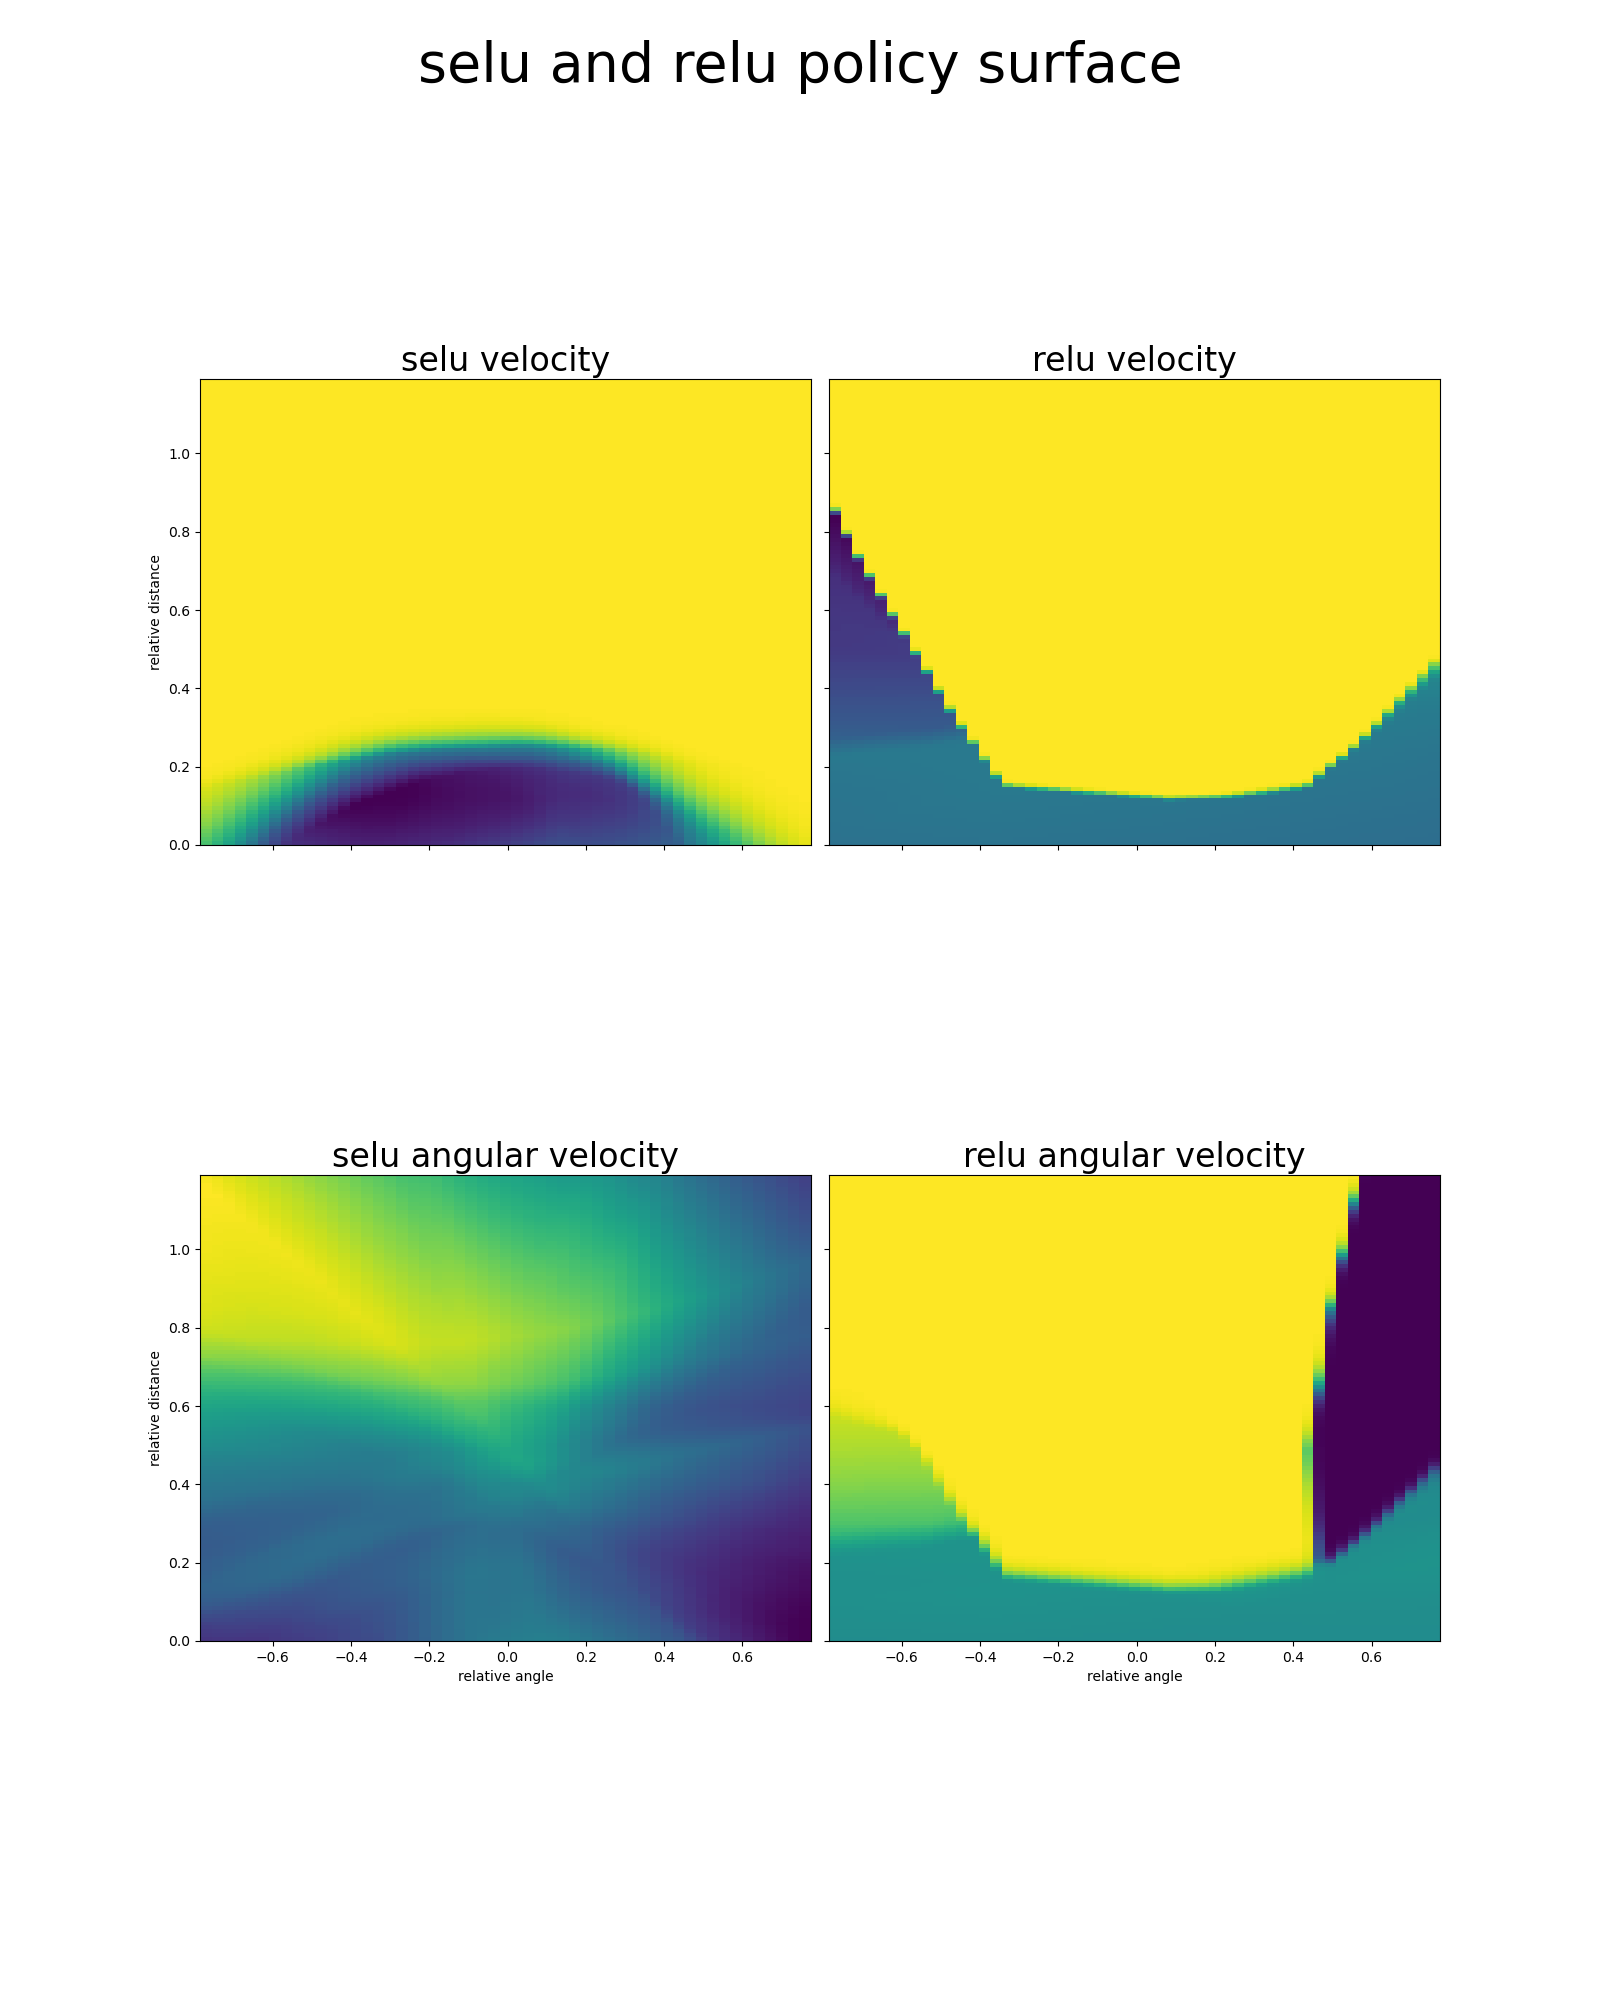 selu and relu policy surface
selu velocity
relu velocity
1.0
0.8
0.6
0.4
0.2
0.0
relative distance
selu angular velocity
relu angular velocity
1.0
0.8
0.6
0.4
0.2
0.0
relative distance
−0.6 −0.4 −0.2 0.0 0.2 0.4 0.6
relative angle
−0.6 −0.4 −0.2 0.0 0.2 0.4 0.6
relative angle